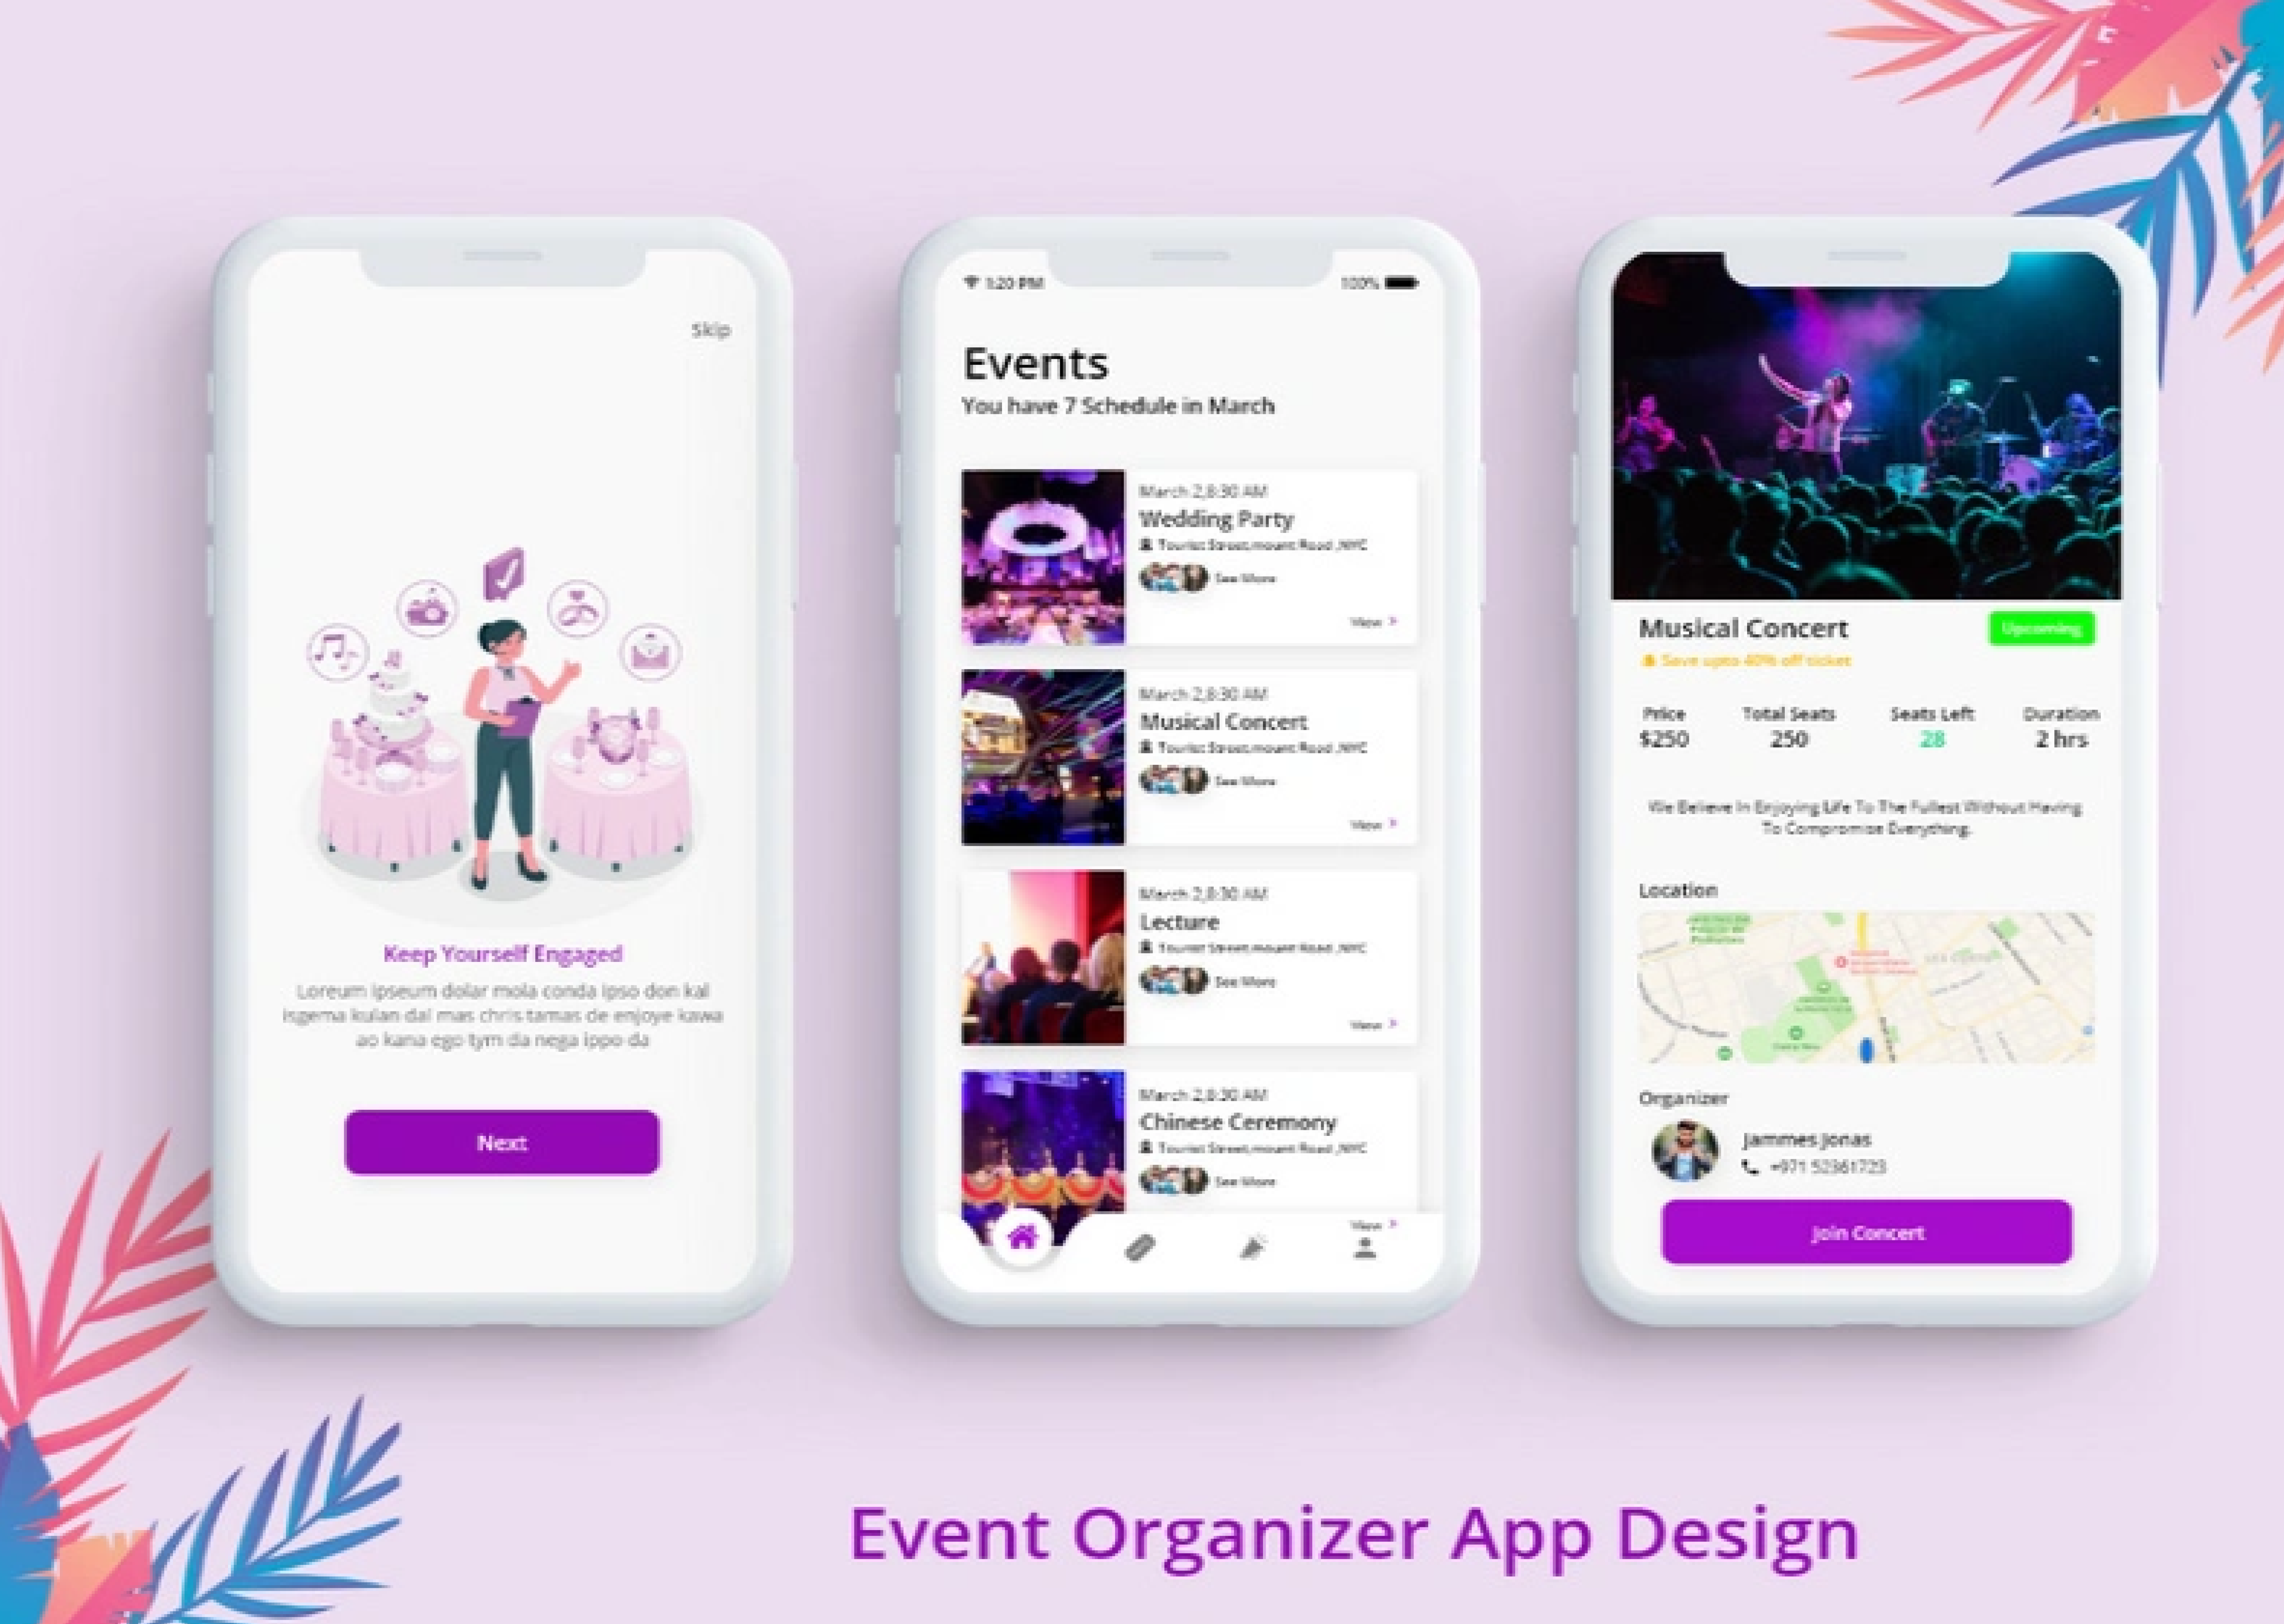 Skip
Keep Yourself Engaged
Loreum ipseum dolar mola conda ipso don kal
isgema kulan dal mas chris tamas de enjoye kawa
ao kana ego tym da nega ippo da
Next
1:20 PM
100%
Events
You have 7 Schedule in March
March 2,8:30 AM
Wedding Party
Tourist Street,mount Road ,NYC
See More
View
March 2,8:30 AM
Musical Concert
Tourist Street,mount Road ,NYC
See More
View
March 2,8:30 AM
Lecture
Tourist Street,mount Road ,NYC
See More
View
March 2,8:30 AM
Chinese Ceremony
Tourist Street,mount Road ,NYC
See More
View
Musical Concert
Upcoming
Save upto 40% off ticket
Price
Total Seats
Seats Left
Duration
$250
250
28
2 hrs
We Believe In Enjoying Life To The Fullest Without Having
To Compromise Everything.
Location
Organizer
Jammes Jonas
+971 52361723
Join Concert
Event Organizer App Design